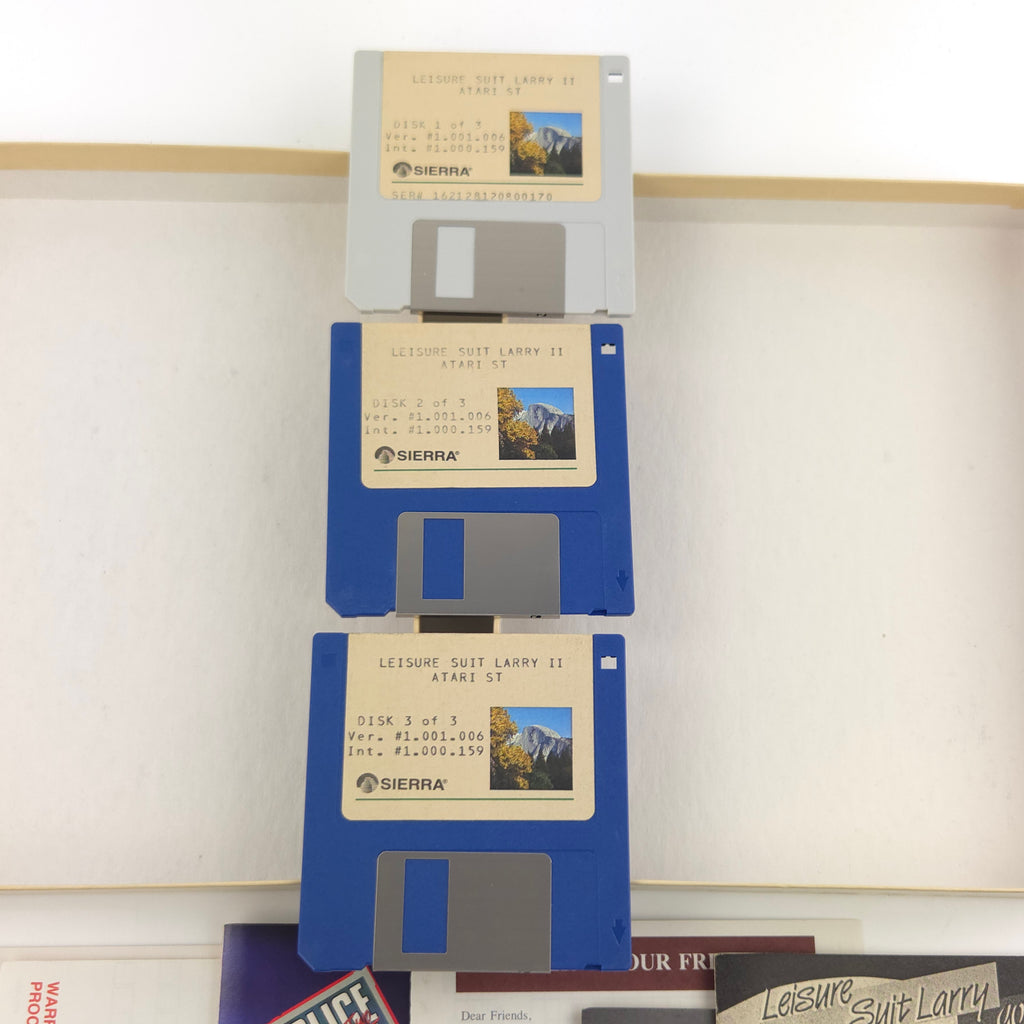 LEISURE SUIT LARRY II
ATARI ST
DISK 1 of 3
Ver. #1.001.006
Int. #1.000.159
SIERRA®
SER# 162128120800170
LEISURE SUIT LARRY II
ATARI ST
DISK 2 of 3
Ver. #1.001.006
Int. #1.000.159
SIERRA®
LEISURE SUIT LARRY II
ATARI ST
DISK 3 of 3
Ver. #1.001.006
Int. #1.000.159
SIERRA®
Dear Friends,
Leisure Suit Larry